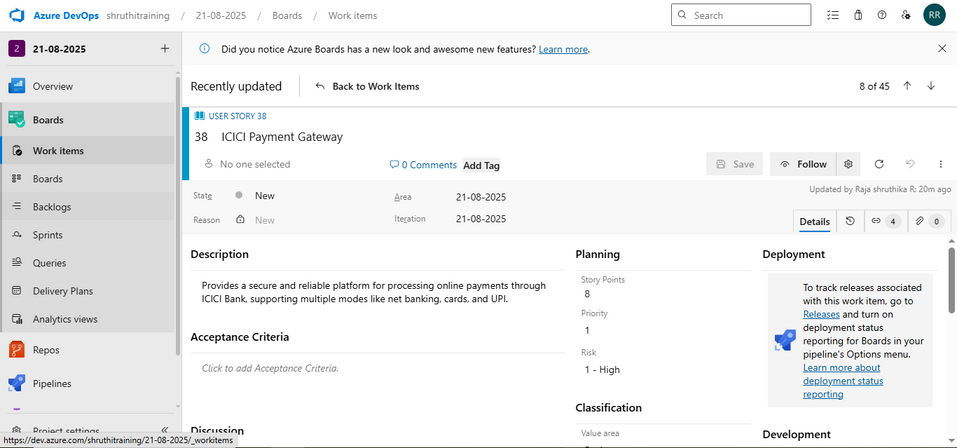 Azure DevOps shruthitraining / 21-08-2025 / Boards / Work items
Search
RR
2 21-08-2025
Did you notice Azure Boards has a new look and awesome new features? Learn more.
Overview
Boards
Work items
Boards
Backlogs
Sprints
Queries
Delivery Plans
Analytics views
Repos
Pipelines
Project settings
https://dev.azure.com/shruthitraining/21-08-2025/_workitems
Recently updated
Back to Work Items
8 of 45
USER STORY 38
38 ICICI Payment Gateway
No one selected
0 Comments
Add Tag
Save
Follow
State New
Area 21-08-2025
Updated by Raja shruthika R: 20m ago
Reason New
Iteration 21-08-2025
Details
4
0
Description
Provides a secure and reliable platform for processing online payments through
ICICI Bank, supporting multiple modes like net banking, cards, and UPI.
Acceptance Criteria
Click to add Acceptance Criteria.
Discussion
Planning
Story Points
8
Priority
1
Risk
1 - High
Classification
Value area
Deployment
To track releases associated
with this work item, go to
Releases and turn on
deployment status
reporting for Boards in your
pipeline's Options menu.
Learn more about
deployment status
reporting
Development